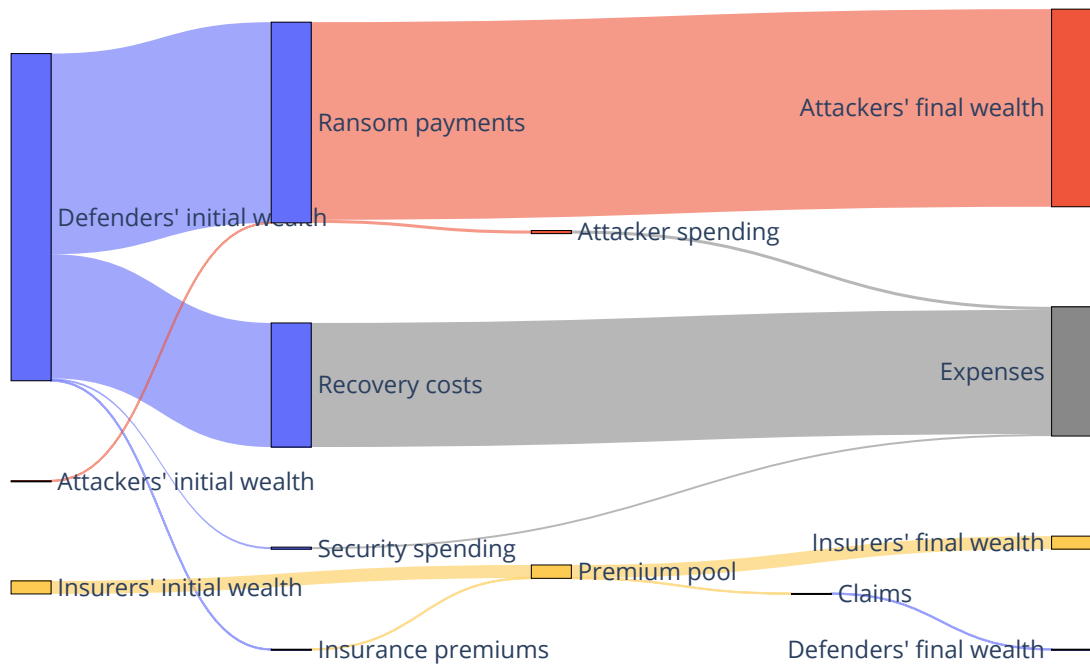 Attackers' final wealth
Ransom payments
Defenders' initial wealth
Attacker spending
Expenses
Recovery costs
Attackers' initial wealth
Insurers' final wealth
Security spending
Premium pool
Insurers' initial wealth
Claims
Insurance premiums
Defenders' final wealth